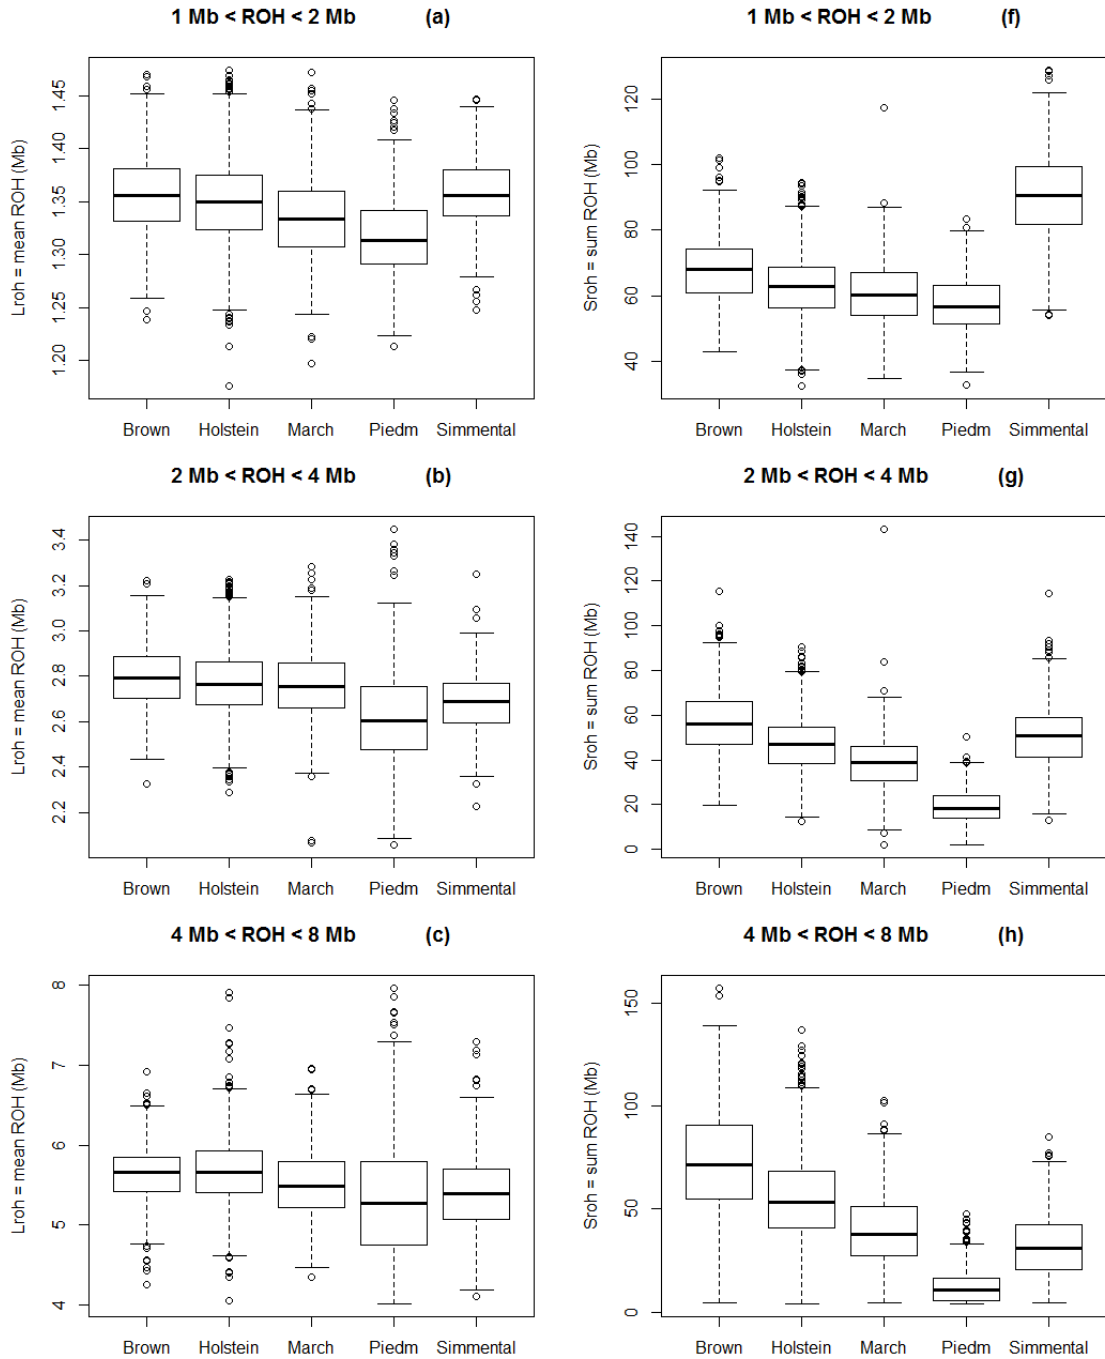 1 Mb < ROH < 2 Mb (a)
Lroh = mean ROH (Mb)
1.45
1.40
1.35
1.30
1.25
1.20
Brown Holstein March Piedm Simmental
1 Mb < ROH < 2 Mb (f)
Sroh = sum ROH (Mb)
120
100
80
60
40
Brown Holstein March Piedm Simmental
2 Mb < ROH < 4 Mb (b)
Lroh = mean ROH (Mb)
3.4
3.2
3.0
2.8
2.6
2.4
2.2
Brown Holstein March Piedm Simmental
2 Mb < ROH < 4 Mb (g)
Sroh = sum ROH (Mb)
140
120
100
80
60
40
20
0
Brown Holstein March Piedm Simmental
4 Mb < ROH < 8 Mb (c)
Lroh = mean ROH (Mb)
8
7
6
5
4
Brown Holstein March Piedm Simmental
4 Mb < ROH < 8 Mb (h)
Sroh = sum ROH (Mb)
150
100
50
0
Brown Holstein March Piedm Simmental